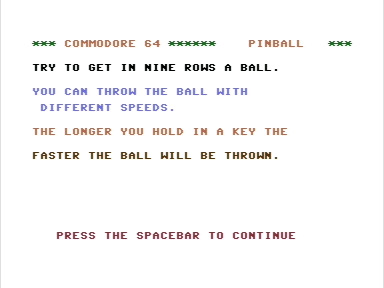 *** COMMODORE 64 ****** PINBALL ***
TRY TO GET IN NINE ROWS A BALL.
YOU CAN THROW THE BALL WITH
DIFFERENT SPEEDS.
THE LONGER YOU HOLD IN A KEY THE
FASTER THE BALL WILL BE THROWN.
PRESS THE SPACEBAR TO CONTINUE